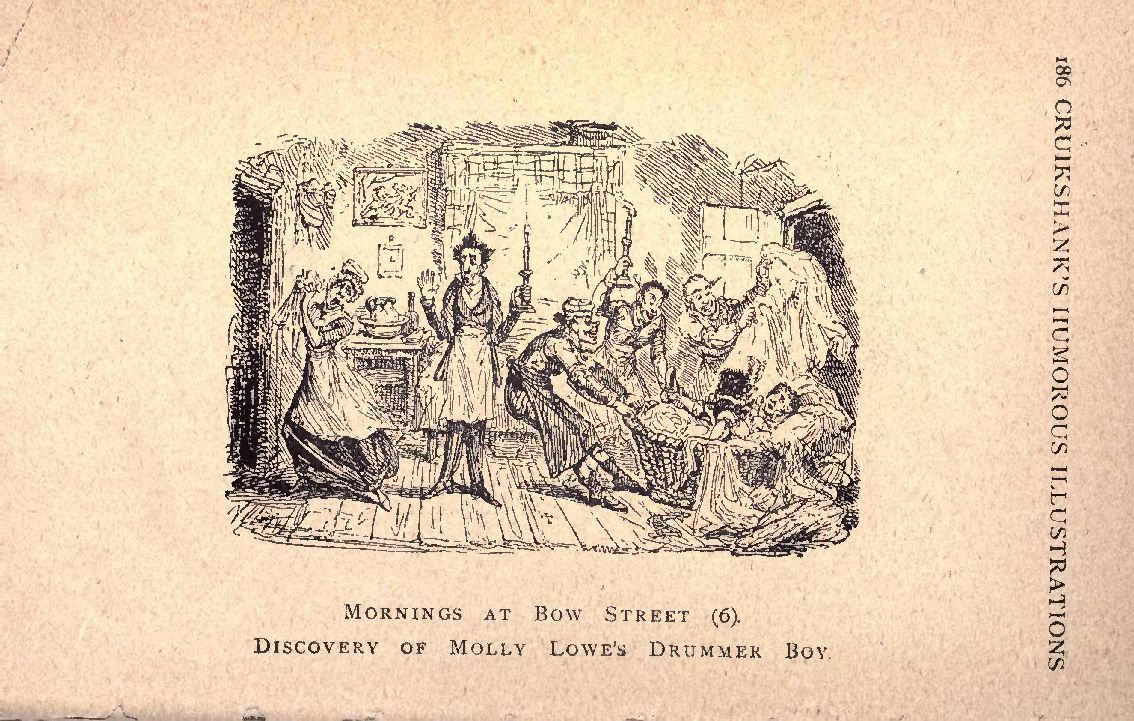 186 CRUIKSHANK'S HUMOROUS ILLUSTRATIONS
MORNINGS AT BOW STREET (6).
DISCOVERY OF MOLLY LOWE'S DRUMMER BOY.